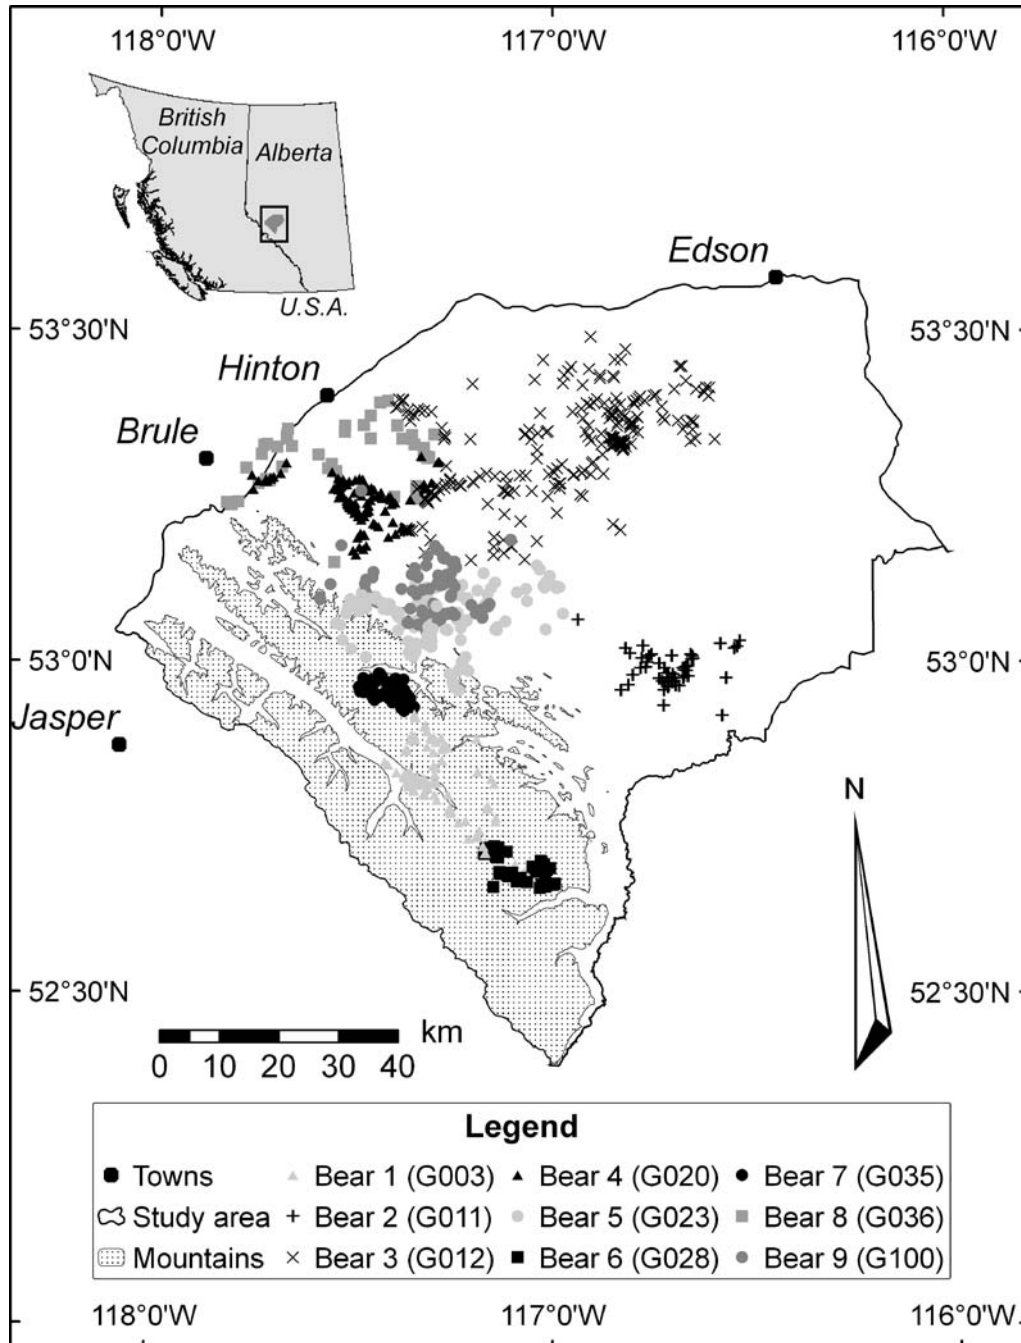 118°0'W 117°0'W 116°0'W
British
Columbia
Alberta
U.S.A.
Edson
53°30'N 53°30'N
Hinton
Brule
53°0'N 53°0'N
Jasper
N
52°30'N 52°30'N
km
0 10 20 30 40
Legend
Towns Bear 1 (G003) Bear 4 (G020) Bear 7 (G035)
Study area Bear 2 (G011) Bear 5 (G023) Bear 8 (G036)
Mountains Bear 3 (G012) Bear 6 (G028) Bear 9 (G100)
118°0'W 117°0'W 116°0'W